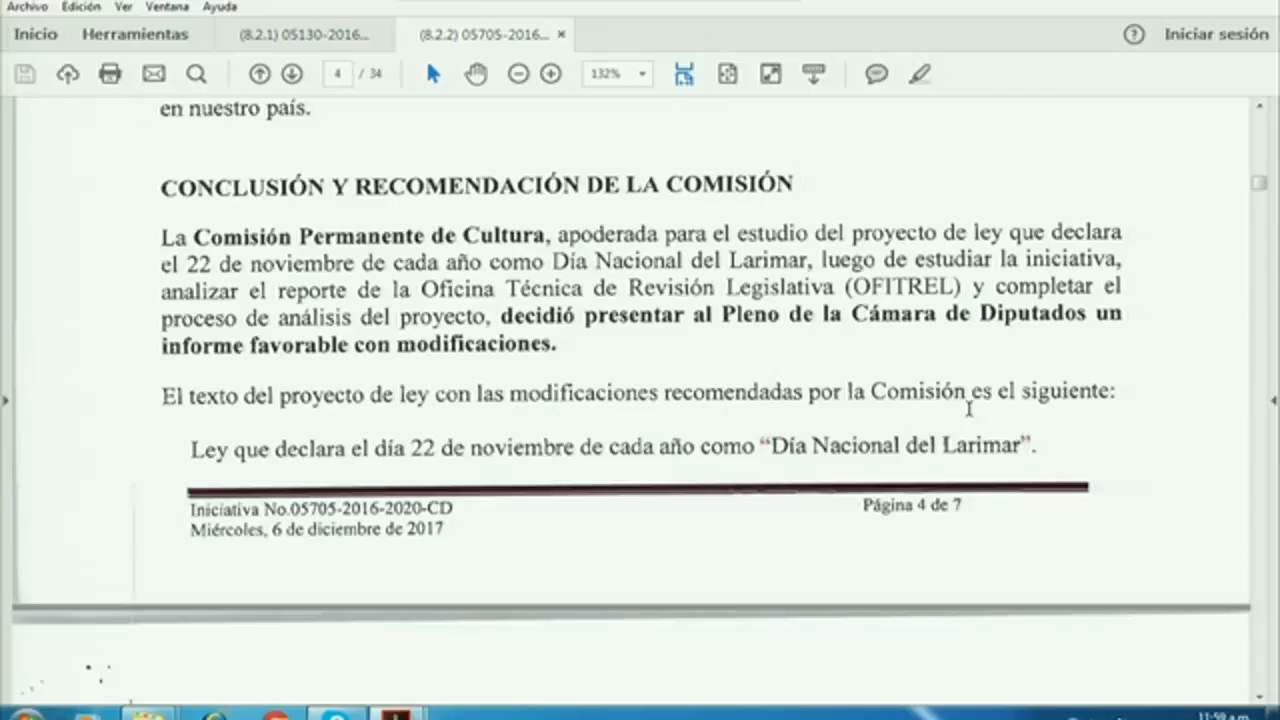 Archivo Edición Ver Ventana Ayuda
Inicio Herramientas (8.2.1) 05130-2016... (8.2.2) 05705-2016... × ? Iniciar sesión
4 / 34 132%
en nuestro país.
CONCLUSIÓN Y RECOMENDACIÓN DE LA COMISIÓN
La Comisión Permanente de Cultura, apoderada para el estudio del proyecto de ley que declara
el 22 de noviembre de cada año como Día Nacional del Larimar, luego de estudiar la iniciativa,
analizar el reporte de la Oficina Técnica de Revisión Legislativa (OFITREL) y completar el
proceso de análisis del proyecto, decidió presentar al Pleno de la Cámara de Diputados un
informe favorable con modificaciones.
El texto del proyecto de ley con las modificaciones recomendadas por la Comisión es el siguiente:
Ley que declara el día 22 de noviembre de cada año como “Día Nacional del Larimar”.
Iniciativa No.05705-2016-2020-CD Página 4 de 7
Miércoles, 6 de diciembre de 2017